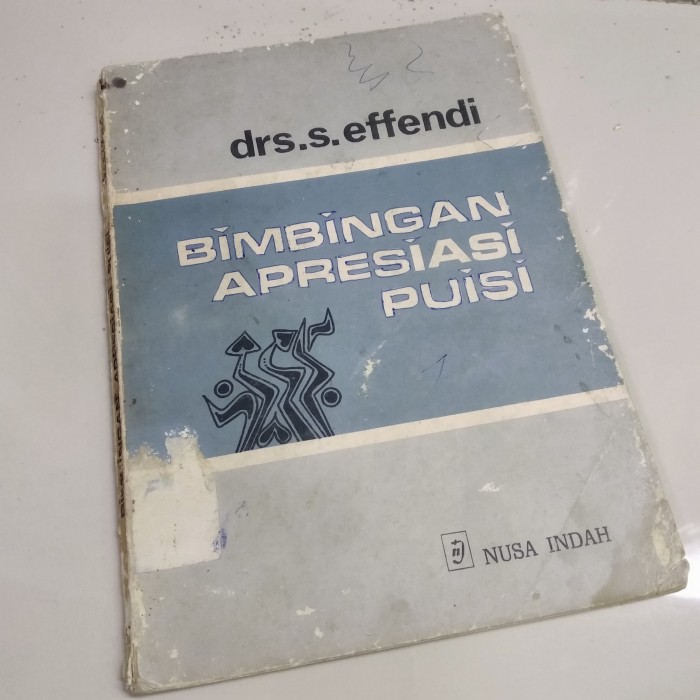 drs.s.effendi
BIMBINGAN
APRESIASI
PUISI
NUSA INDAH